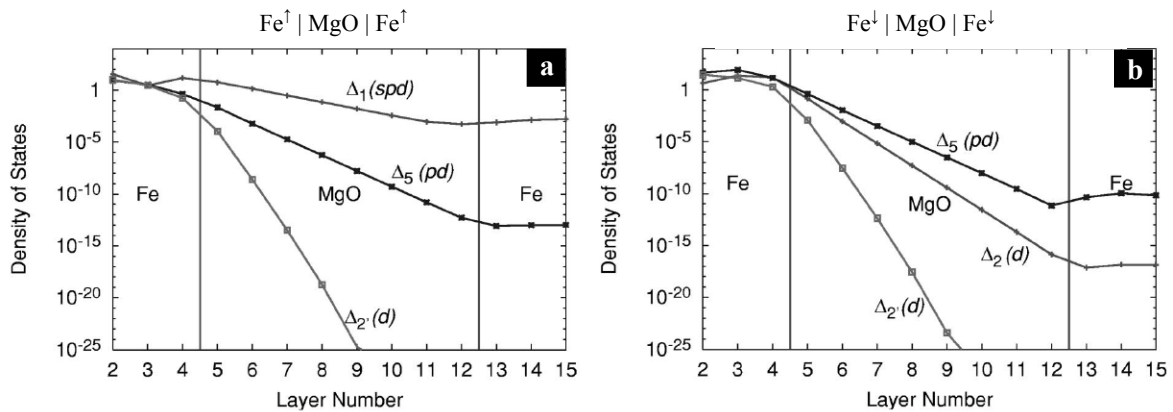 Fe↑ | MgO | Fe↑
a
Density of States
1
10-5
10-10
10-15
10-20
10-25
Δ1(spd)
Δ5(pd)
Fe
MgO
Fe
Δ2'(d)
2 3 4 5 6 7 8 9 10 11 12 13 14 15
Layer Number
Fe↓ | MgO | Fe↓
b
Density of States
1
10-5
10-10
10-15
10-20
10-25
Δ5(pd)
Fe
Fe
MgO
Δ2(d)
Δ2'(d)
2 3 4 5 6 7 8 9 10 11 12 13 14 15
Layer Number